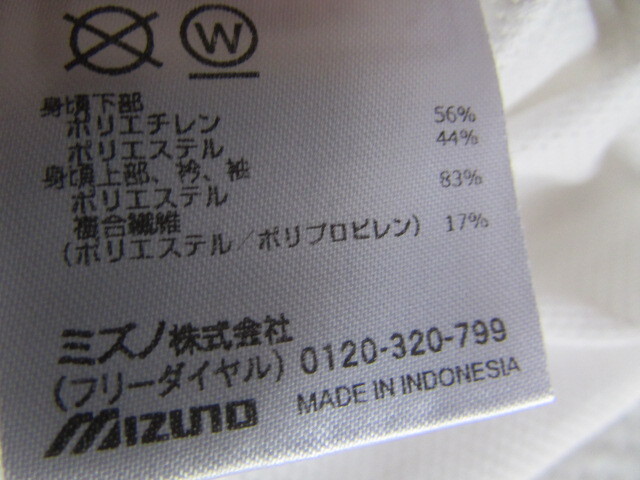 W
身頃下部
ポリエチレン 56%
ポリエステル 44%
身頃上部、衿、袖
ポリエステル 83%
複合繊維
(ポリエステル/ポリプロピレン) 17%
ミズノ株式会社
(フリーダイヤル) 0120-320-799
MIZUNO MADE IN INDONESIA